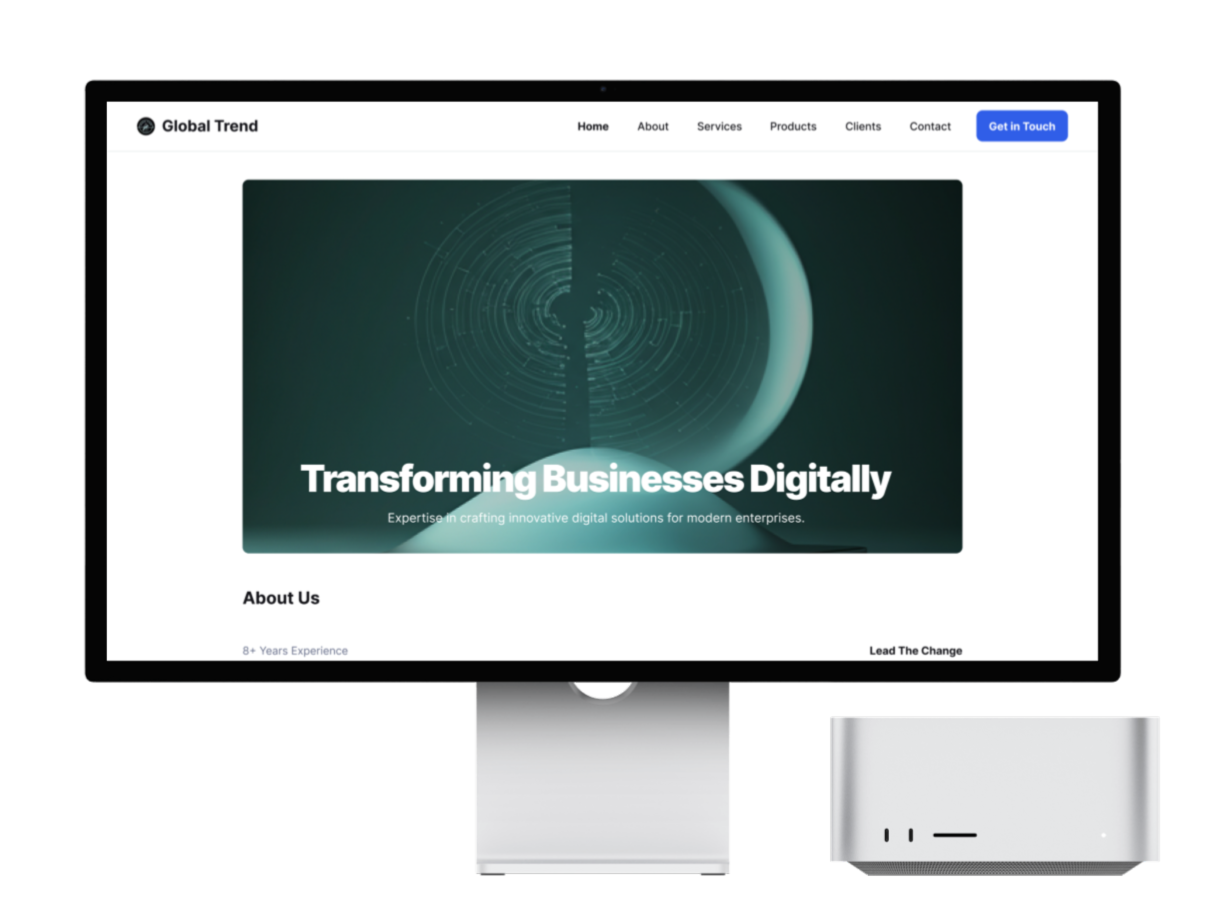 Global Trend
Home About Services Products Clients Contact Get in Touch
Transforming Businesses Digitally
Expertise in crafting innovative digital solutions for modern enterprises.
About Us
8+ Years Experience Lead The Change